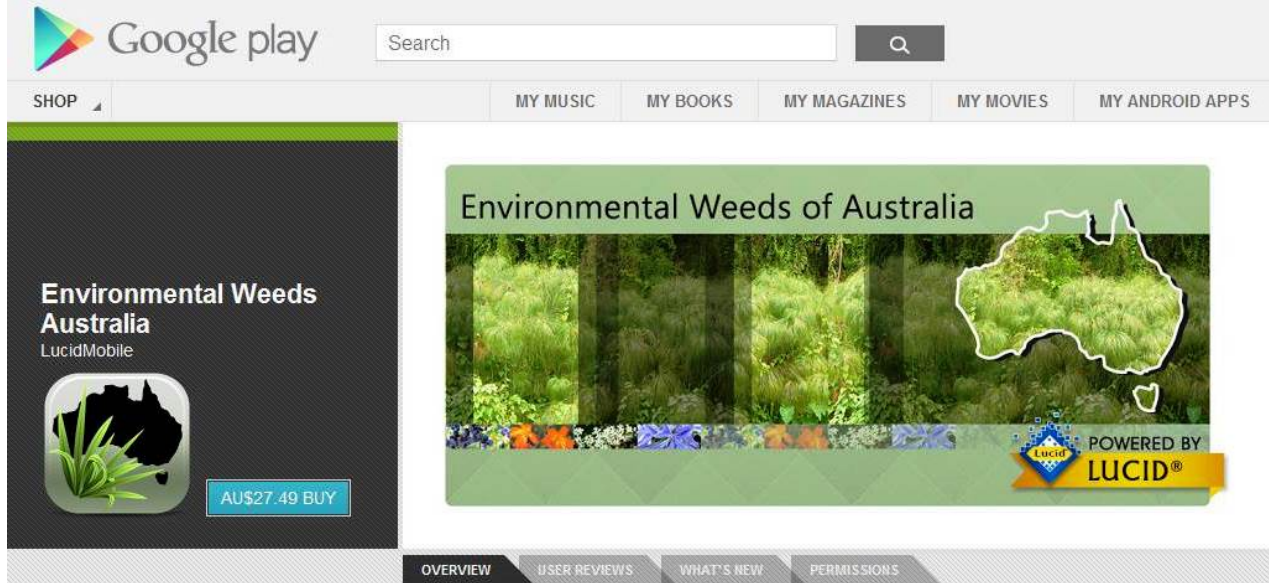 Google play
Search
SHOP
MY MUSIC
MY BOOKS
MY MAGAZINES
MY MOVIES
MY ANDROID APPS
Environmental Weeds
Australia
LucidMobile
AU$27.49 BUY
Environmental Weeds of Australia
Lucid
POWERED BY
LUCID®
OVERVIEW
USER REVIEWS
WHAT'S NEW
PERMISSIONS